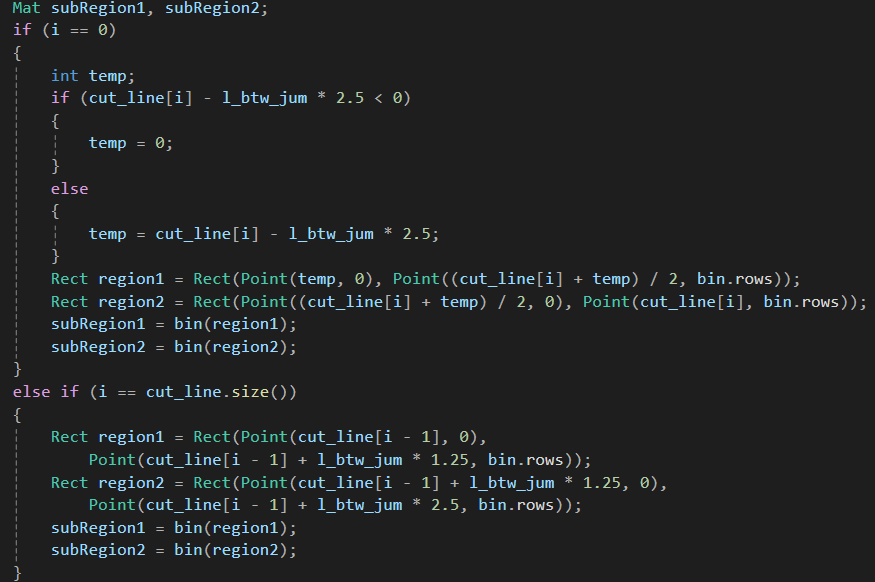 Mat subRegion1, subRegion2;
if (i == 0)
{
    int temp;
    if (cut_line[i] - l_btw_jum * 2.5 < 0)
    {
        temp = 0;
    }
    else
    {
        temp = cut_line[i] - l_btw_jum * 2.5;
    }
    Rect region1 = Rect(Point(temp, 0), Point((cut_line[i] + temp) / 2, bin.rows));
    Rect region2 = Rect(Point((cut_line[i] + temp) / 2, 0), Point(cut_line[i], bin.rows));
    subRegion1 = bin(region1);
    subRegion2 = bin(region2);
}
else if (i == cut_line.size())
{
    Rect region1 = Rect(Point(cut_line[i - 1], 0),
        Point(cut_line[i - 1] + l_btw_jum * 1.25, bin.rows));
    Rect region2 = Rect(Point(cut_line[i - 1] + l_btw_jum * 1.25, 0),
        Point(cut_line[i - 1] + l_btw_jum * 2.5, bin.rows));
    subRegion1 = bin(region1);
    subRegion2 = bin(region2);
}